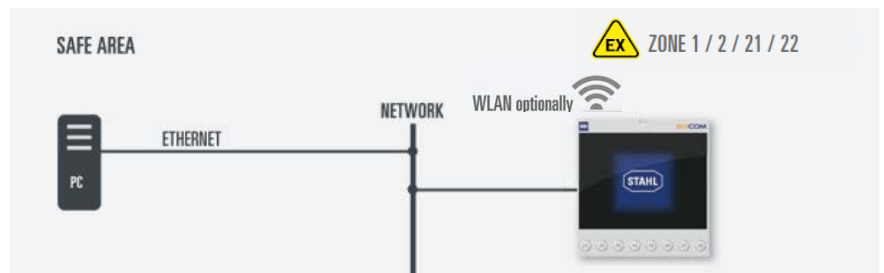 SAFE AREA
EX
ZONE 1 / 2 / 21 / 22
WLAN optionally
NETWORK
ETHERNET
PC
STAHL